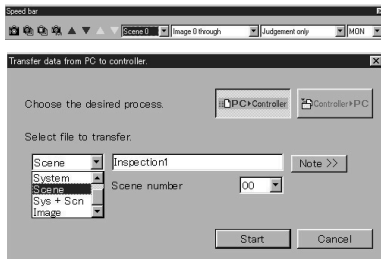 Speed bar
Scene 0 Image 0 through Judgement only MON
Transfer data from PC to controller.
Choose the desired process. PC▶Controller Controller▶PC
Select file to transfer.
Scene Inspection1 Note >>
System
Scene Scene number 00
Sys + Scn
Image
Start Cancel